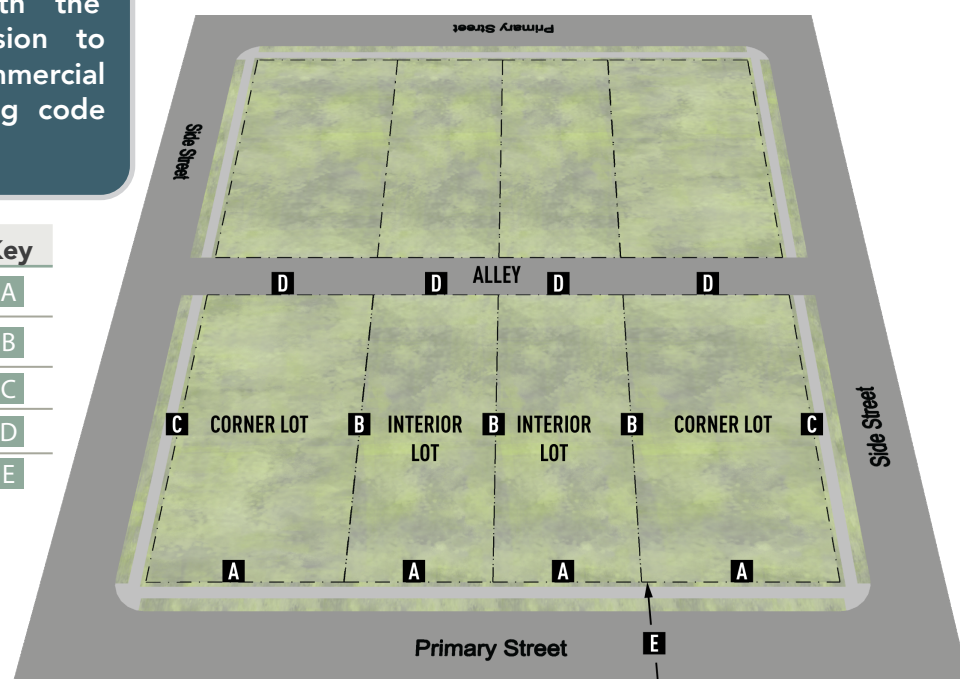 th the
sion to
mmercial
g code
Key
A
B
C
D
E
Primary Street
Side Street
ALLEY
D D D D
C CORNER LOT B INTERIOR LOT B INTERIOR LOT B CORNER LOT C
Side Street
A A A A
Primary Street
E